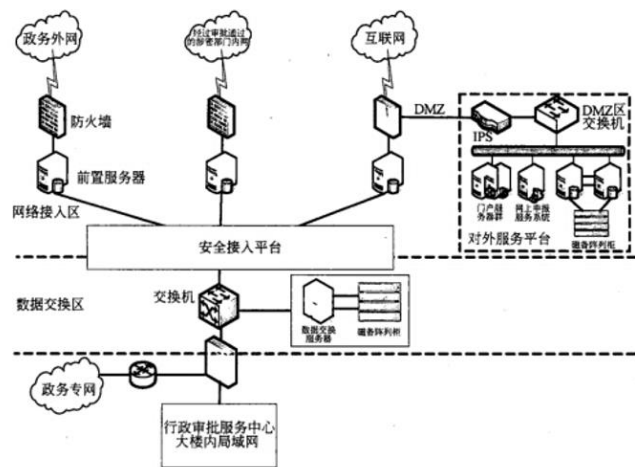 政务外网
经过审批通过
的部密部门内网
互联网
防火墙
DMZ
IPS
DMZ区
交换机
前置服务器
门户服
务器群
网上申报
服务系统
网络接入区
安全接入平台
对外服务平台
磁备阵列柜
数据交换区
交换机
数据交换
服务器
磁备阵列柜
政务专网
行政审批服务中心
大楼内局域网